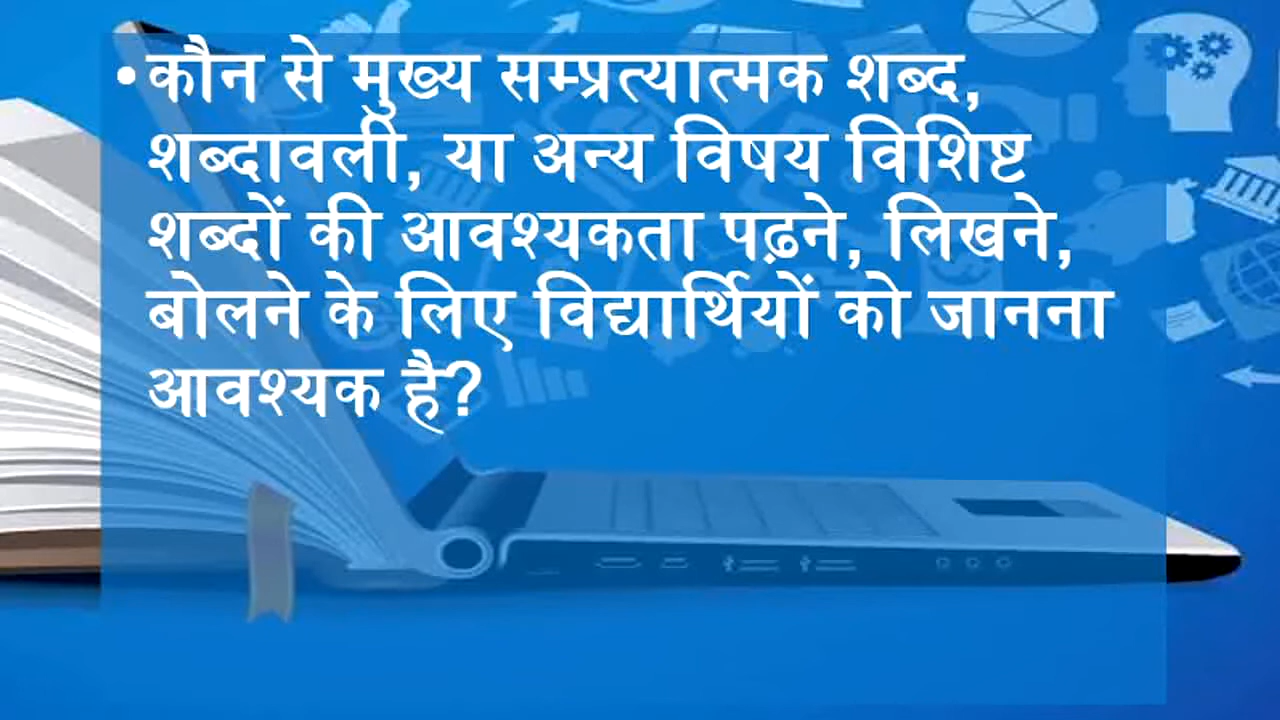 •कौन से मुख्य सम्प्रत्यात्मक शब्द,
शब्दावली, या अन्य विषय विशिष्ट
शब्दों की आवश्यकता पढ़ने, लिखने,
बोलने के लिए विद्यार्थियों को जानना
आवश्यक है?